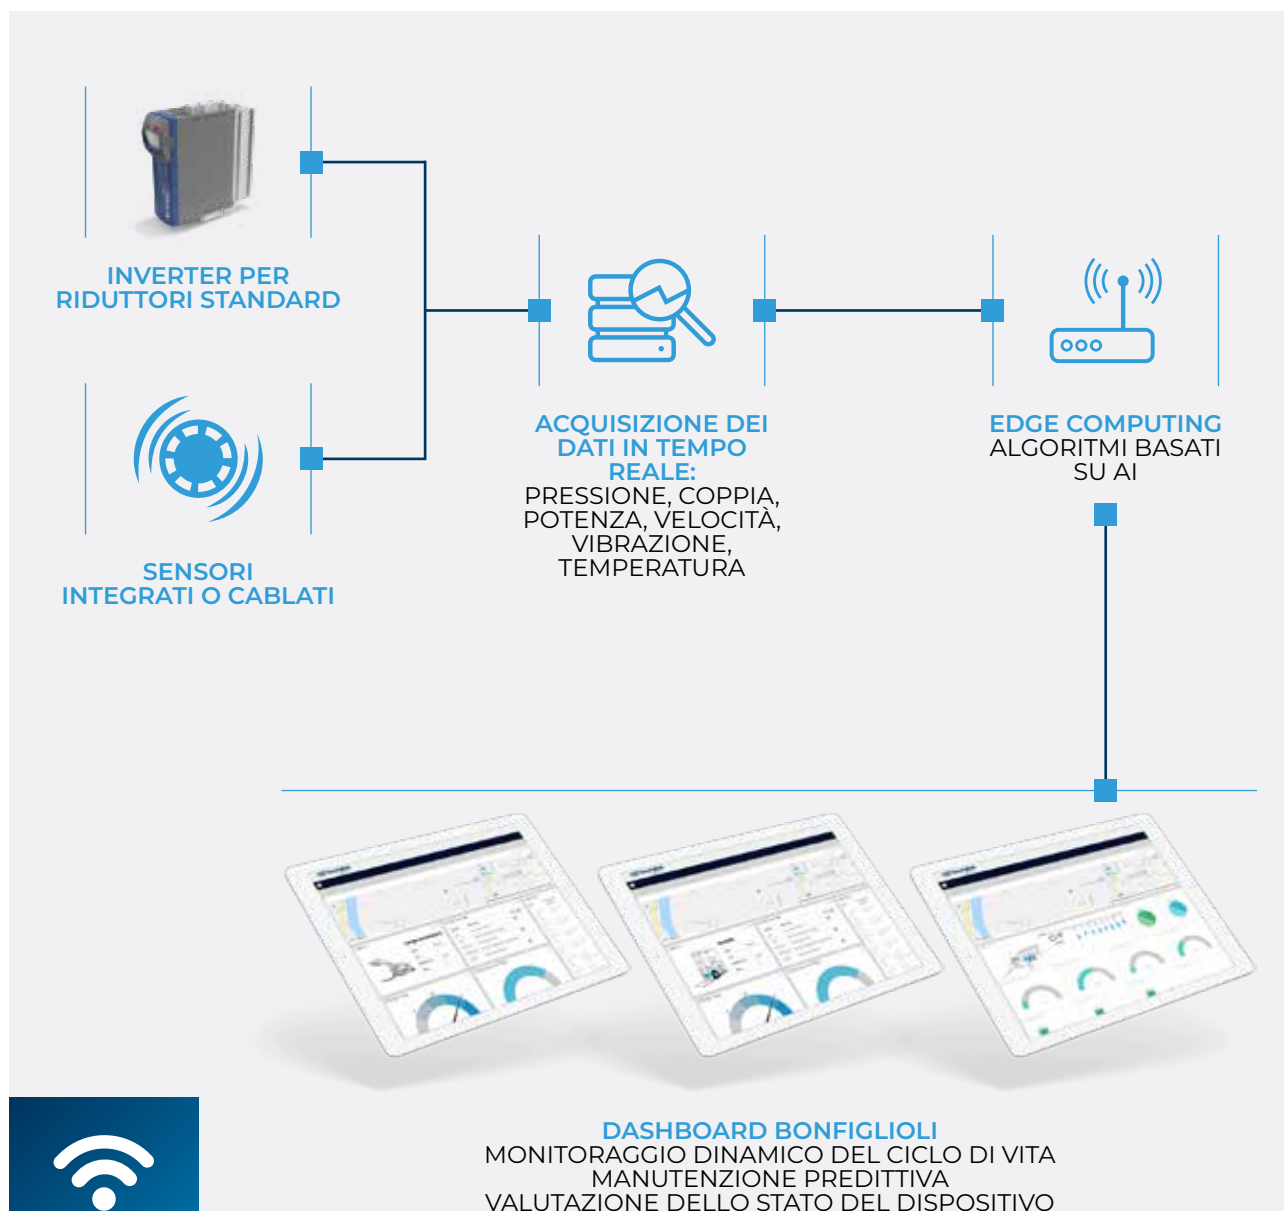 INVERTER PER
RIDUTTORI STANDARD
SENSORI
INTEGRATI O CABLATI
ACQUISIZIONE DEI
DATI IN TEMPO
REALE:
PRESSIONE, COPPIA,
POTENZA, VELOCITÀ,
VIBRAZIONE,
TEMPERATURA
EDGE COMPUTING
ALGORITMI BASATI
SU AI
DASHBOARD BONFIGLIOLI
MONITORAGGIO DINAMICO DEL CICLO DI VITA
MANUTENZIONE PREDITTIVA
VALUTAZIONE DELLO STATO DEL DISPOSITIVO